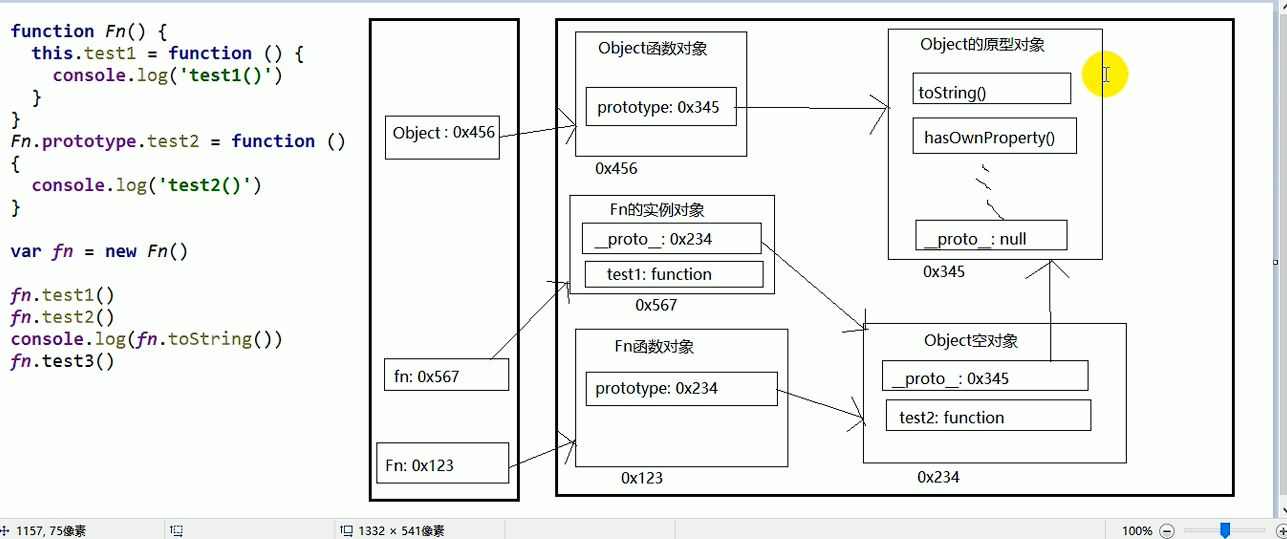 function Fn() {
this.test1 = function () {
console.log('test1()')
}
}
Fn.prototype.test2 = function ()
{
console.log('test2()')
}
var fn = new Fn()
fn.test1()
fn.test2()
console.log(fn.toString())
fn.test3()
Object : 0x456
fn: 0x567
Fn: 0x123
Object函数对象
prototype: 0x345
0x456
Fn的实例对象
__proto__: 0x234
test1: function
0x567
Fn函数对象
prototype: 0x234
0x123
Object的原型对象
toString()
hasOwnProperty()
__proto__: null
0x345
Object空对象
__proto__: 0x345
test2: function
0x234
1157, 75像素
1332 × 541像素
100%